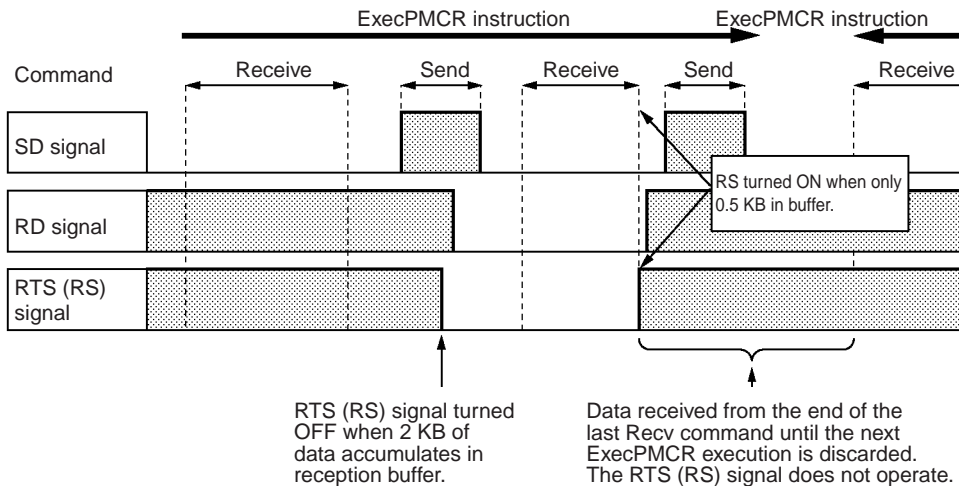 ExecPMCR instruction
ExecPMCR instruction
Command
Receive
Send
Receive
Send
Receive
SD signal
RS turned ON when only
0.5 KB in buffer.
RD signal
RTS (RS)
signal
RTS (RS) signal turned
OFF when 2 KB of
data accumulates in
reception buffer.
Data received from the end of the
last Recv command until the next
ExecPMCR execution is discarded.
The RTS (RS) signal does not operate.